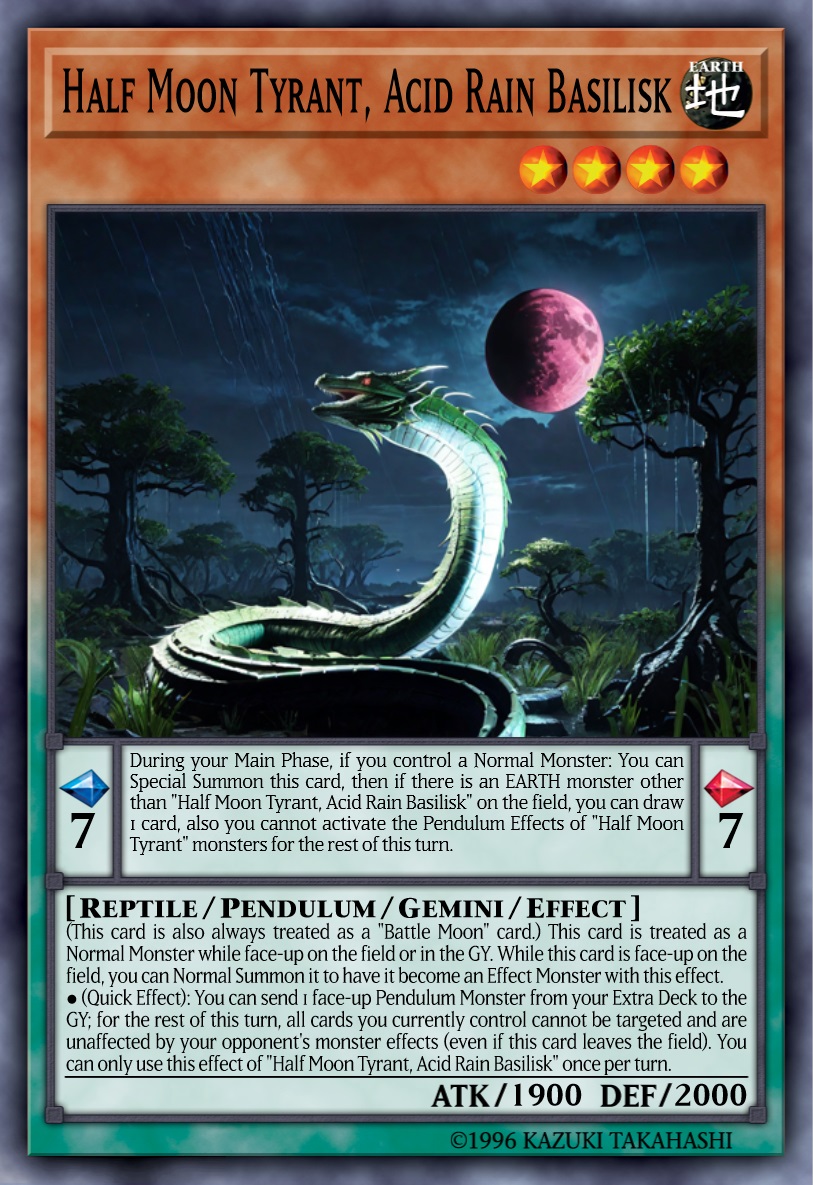 Half Moon Tyrant, Acid Rain Basilisk
EARTH
地
During your Main Phase, if you control a Normal Monster: You can
Special Summon this card, then if there is an EARTH monster other
than "Half Moon Tyrant, Acid Rain Basilisk" on the field, you can draw
1 card, also you cannot activate the Pendulum Effects of "Half Moon
Tyrant" monsters for the rest of this turn.
7
7
[ Reptile / Pendulum / Gemini / Effect ]
(This card is also always treated as a "Battle Moon" card.) This card is treated as a
Normal Monster while face-up on the field or in the GY. While this card is face-up on the
field, you can Normal Summon it to have it become an Effect Monster with this effect.
● (Quick Effect): You can send 1 face-up Pendulum Monster from your Extra Deck to the
GY; for the rest of this turn, all cards you currently control cannot be targeted and are
unaffected by your opponent's monster effects (even if this card leaves the field). You
can only use this effect of "Half Moon Tyrant, Acid Rain Basilisk" once per turn.
ATK/1900 DEF/2000
©1996 KAZUKI TAKAHASHI